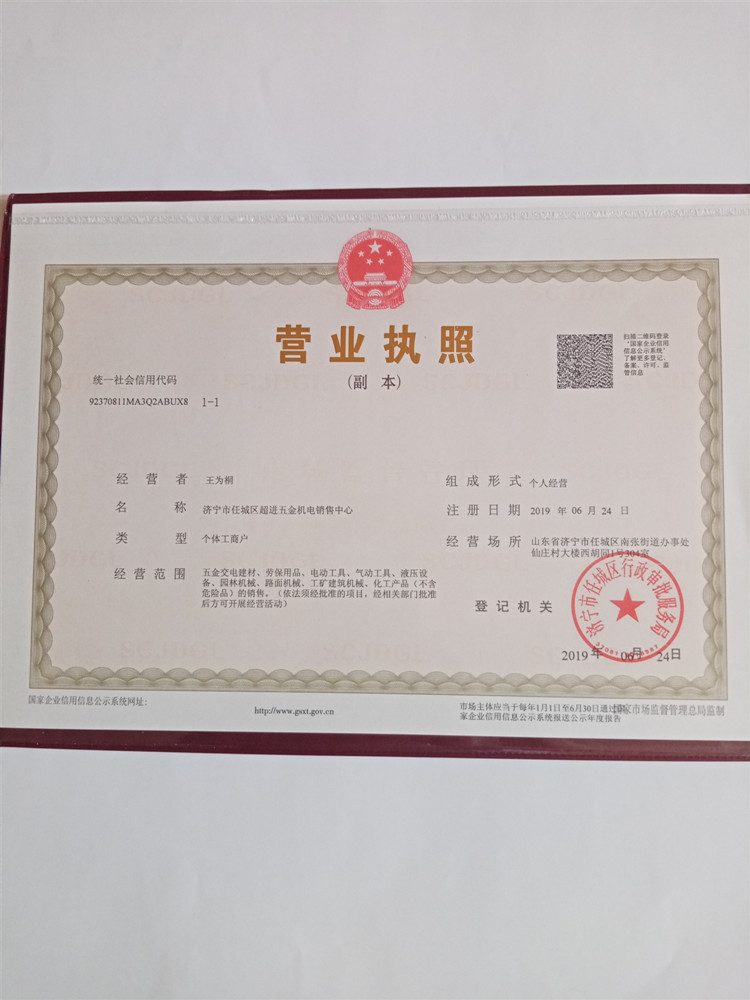 营业执照
(副 本)
扫描二维码登录
“国家企业信用
信息公示系统”
了解更多登记、
备案、许可、监
管信息
统一社会信用代码
92370811MA3Q2ABUX8 1-1
经营者 王为桐
名称 济宁市任城区超进五金机电销售中心
类型 个体工商户
经营范围 五金交电建材、劳保用品、电动工具、气动工具、液压设
备、园林机械、路面机械、工矿建筑机械、化工产品(不含
危险品)的销售。(依法须经批准的项目,经相关部门批准
后方可开展经营活动)
组成形式 个人经营
注册日期 2019 年 06 月 24 日
经营场所 山东省济宁市任城区南张街道办事处
仙庄村大楼西胡同1号304室
登记机关
济宁市任城区行政审批服务局
2019 年 06月 24日
国家企业信用信息公示系统网址:
http://www.gsxt.gov.cn
市场主体应当于每年1月1日至6月30日通过国
家企业信用信息公示系统报送公示年度报告
国家市场监督管理总局监制